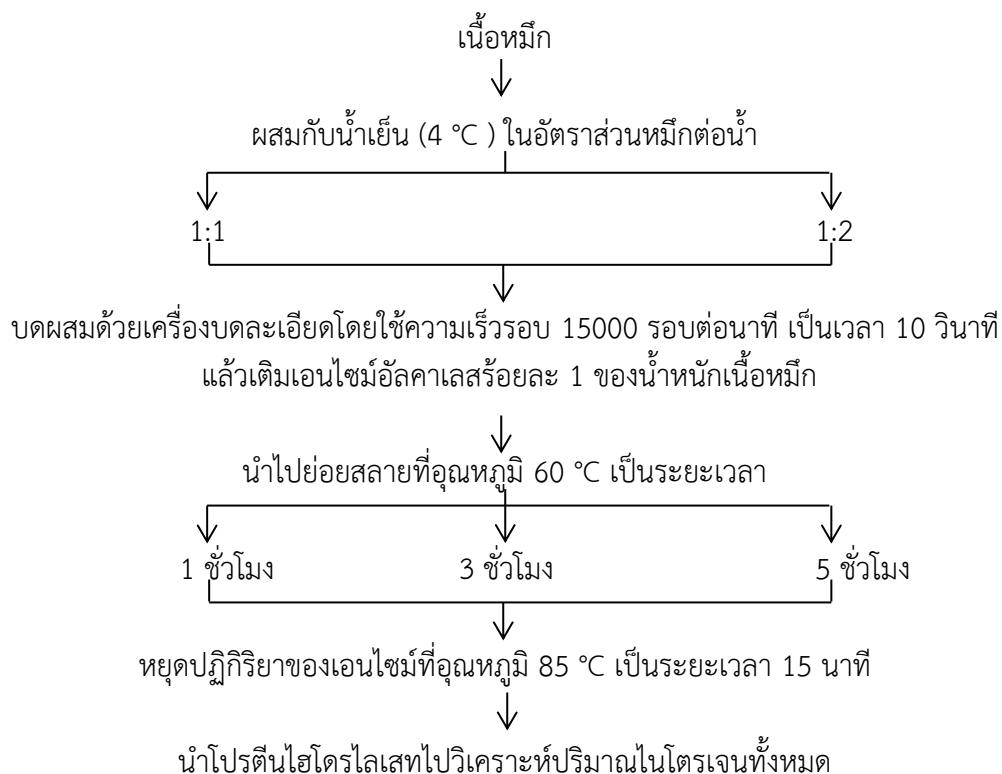 เนื้อหมึก
ผสมกับน้ำเย็น (4 °C ) ในอัตราส่วนหมึกต่อน้ำ
1:1 1:2
บดผสมด้วยเครื่องบดละเอียดโดยใช้ความเร็วรอบ 15000 รอบต่อนาที เป็นเวลา 10 วินาที
แล้วเติมเอนไซม์อัลคาเลสร้อยละ 1 ของน้ำหนักเนื้อหมึก
นำไปย่อยสลายที่อุณหภูมิ 60 °C เป็นระยะเวลา
1 ชั่วโมง 3 ชั่วโมง 5 ชั่วโมง
หยุดปฏิกิริยาของเอนไซม์ที่อุณหภูมิ 85 °C เป็นระยะเวลา 15 นาที
นำโปรตีนไฮโดรไลเสทไปวิเคราะห์ปริมาณไนโตรเจนทั้งหมด